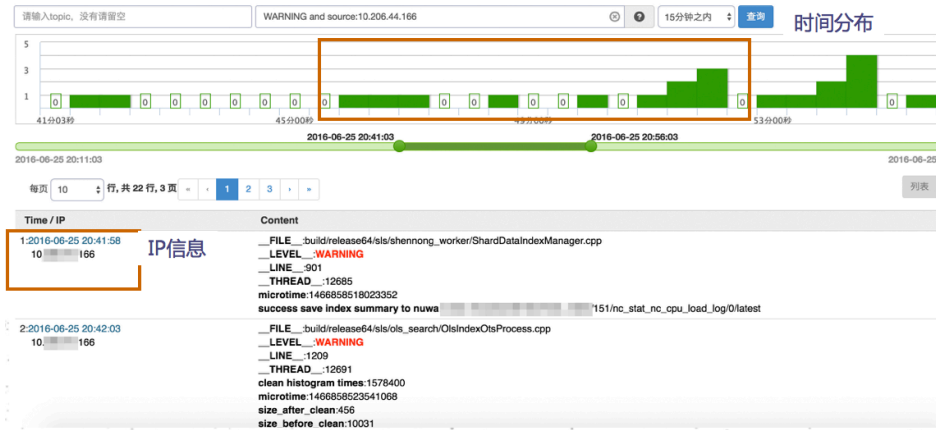 请输入topic，没有请留空
WARNING and source:10.206.44.166
15分钟之内
查询
时间分布
5
3
1
0 0 0 0 0 0 0 0 0 0 0 0 0 0
41分03秒 45分00秒 49分00秒 53分00秒
2016-06-25 20:41:03 2016-06-25 20:56:03
2016-06-25 20:11:03 2016-06-25
每页 10 行, 共 22 行, 3 页 « ‹ 1 2 3 › »
列表
Time / IP Content
1:2016-06-25 20:41:58
10 166
IP信息
__FILE__:build/release64/sls/shennong_worker/ShardDataIndexManager.cpp
__LEVEL__:WARNING
__LINE__:901
__THREAD__:12685
microtime:1466858518023352
success save index summary to nuwa '151/nc_stat_nc_cpu_load_log/0/latest
2:2016-06-25 20:42:03
10. 166
__FILE__:build/release64/sls/ols_search/OlsIndexOtsProcess.cpp
__LEVEL__:WARNING
__LINE__:1209
__THREAD__:12691
clean histogram times:1578400
microtime:1466858523541068
size_after_clean:456
size_before_clean:10031